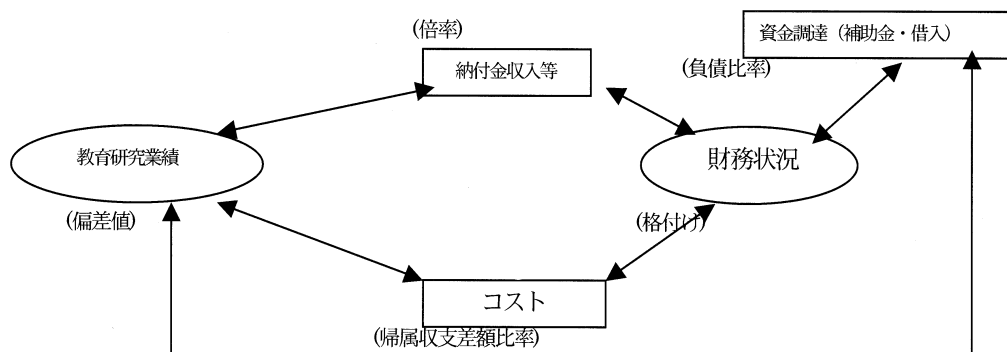 (倍率)
資金調達（補助金・借入）
納付金収入等
(負債比率)
教育研究業績
財務状況
(偏差値)
(格付け)
コスト
(帰属収支差額比率)